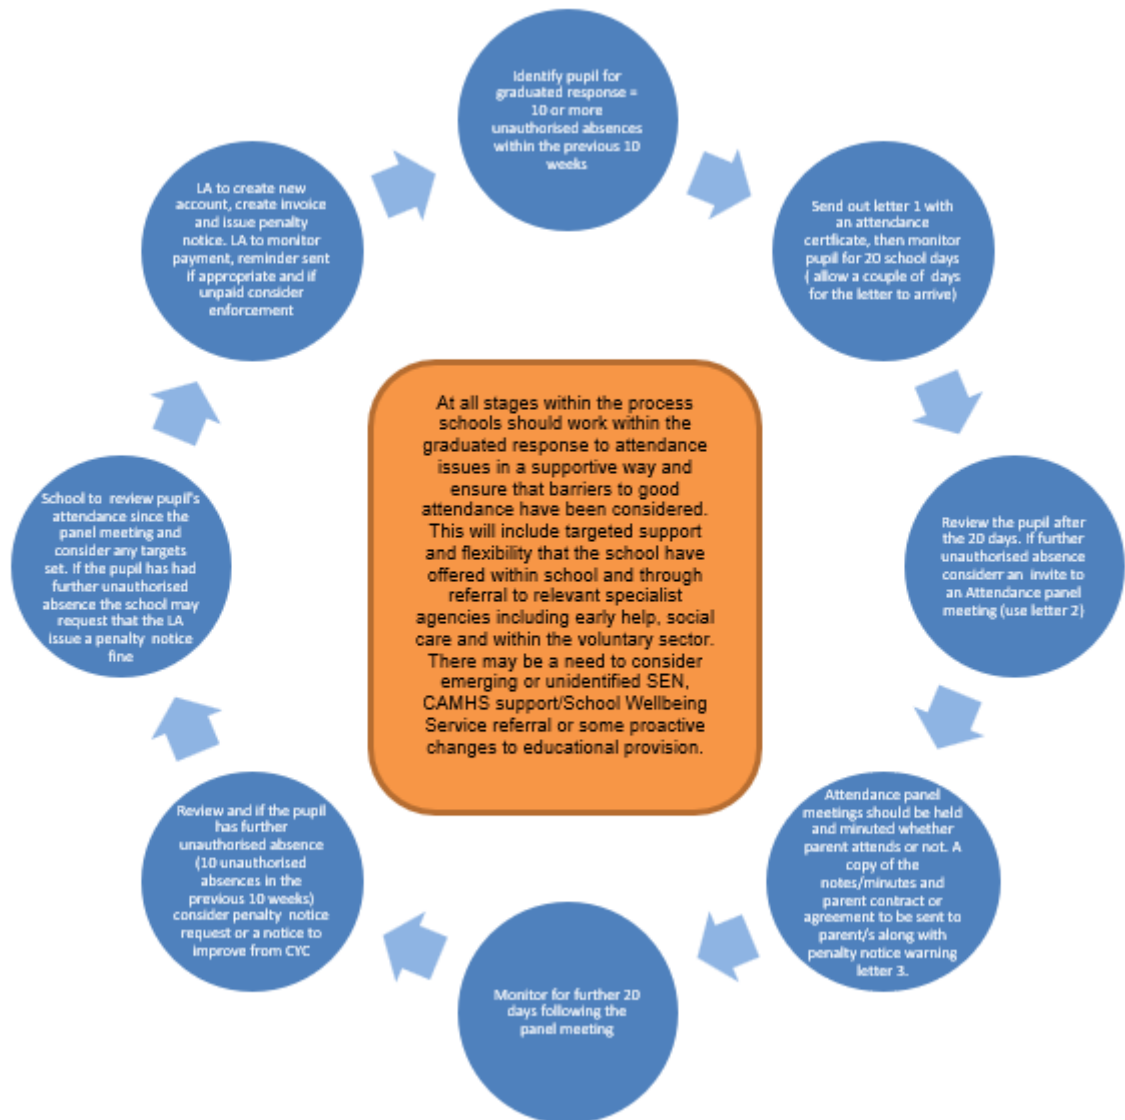 Identify pupil for
graduated response =
10 or more
unauthorised absences
within the previous 10
weeks
Send out letter 1 with
an attendance
certficate, then monitor
pupil for 20 school days
( allow a couple of  days
for the letter to arrive)
Review the pupil after
the 20 days. If further
unauthorised absence
considerr an  invite to
an Attendance panel
meeting (use letter 2)
Attendance panel
meetings should be held
and minuted whether
parent attends or not. A
copy of the
notes/minutes and
parent contract or
agreement to be sent to
parent/s along with
penalty notice warning
letter 3.
Monitor for further 20
days following the
panel meeting
Review and if the pupil
has further
unauthorised absence
(10 unauthorised
absences in the
previous 10 weeks)
consider penalty  notice
request or a notice to
improve from CYC
School to  review pupil's
attendance since the
panel meeting and
consider any targets
set. If the pupil has had
further unauthorised
absence the school may
request that the LA
issue a penalty  notice
fine
LA to create new
account, create invoice
and issue penalty
notice. LA to monitor
payment, reminder sent
if appropriate and if
unpaid consider
enforcement
At all stages within the process
schools should work within the
graduated response to attendance
issues in a supportive way and
ensure that barriers to good
attendance have been considered.
This will include targeted support
and flexibility that the school have
offered within school and through
referral to relevant specialist
agencies including early help, social
care and within the voluntary sector.
There may be a need to consider
emerging or unidentified SEN,
CAMHS support/School Wellbeing
Service referral or some proactive
changes to educational provision.